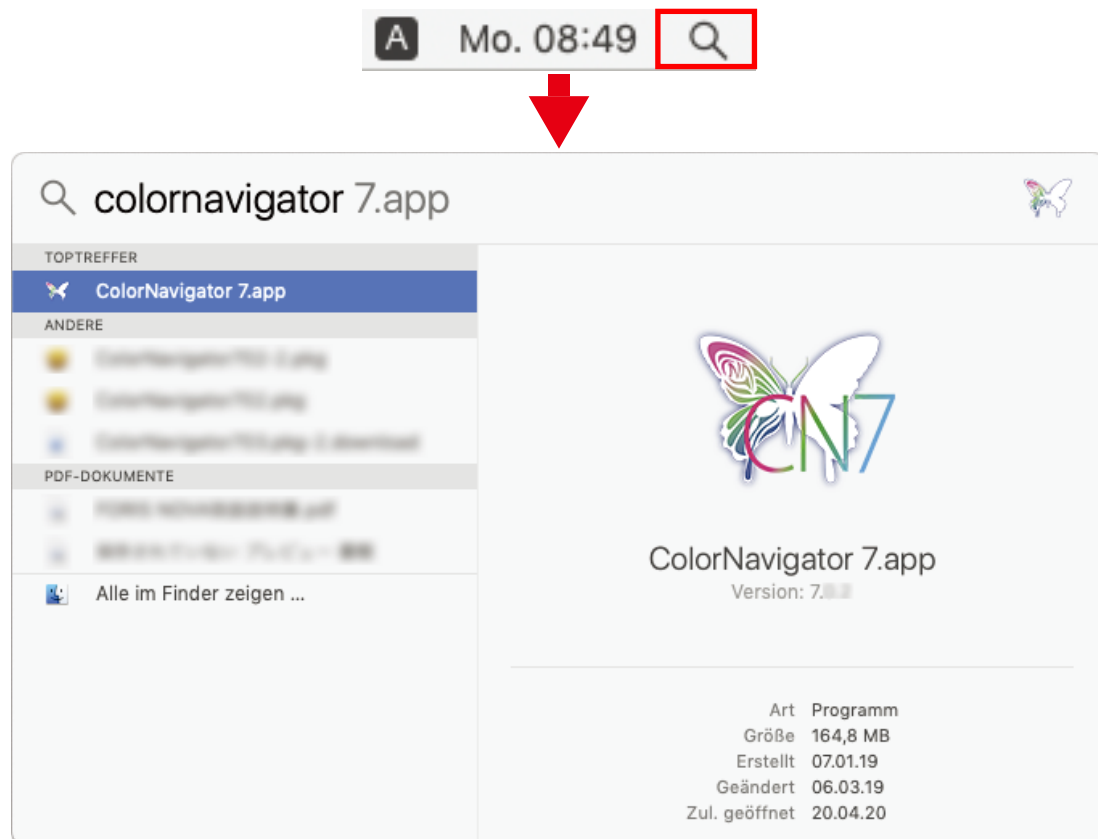 A Mo. 08:49
colornavigator 7.app
TOPTREFFER
ColorNavigator 7.app
ANDERE
PDF-DOKUMENTE
Alle im Finder zeigen ...
CN7
ColorNavigator 7.app
Version: 7.
Art Programm
Größe 164,8 MB
Erstellt 07.01.19
Geändert 06.03.19
Zul. geöffnet 20.04.20